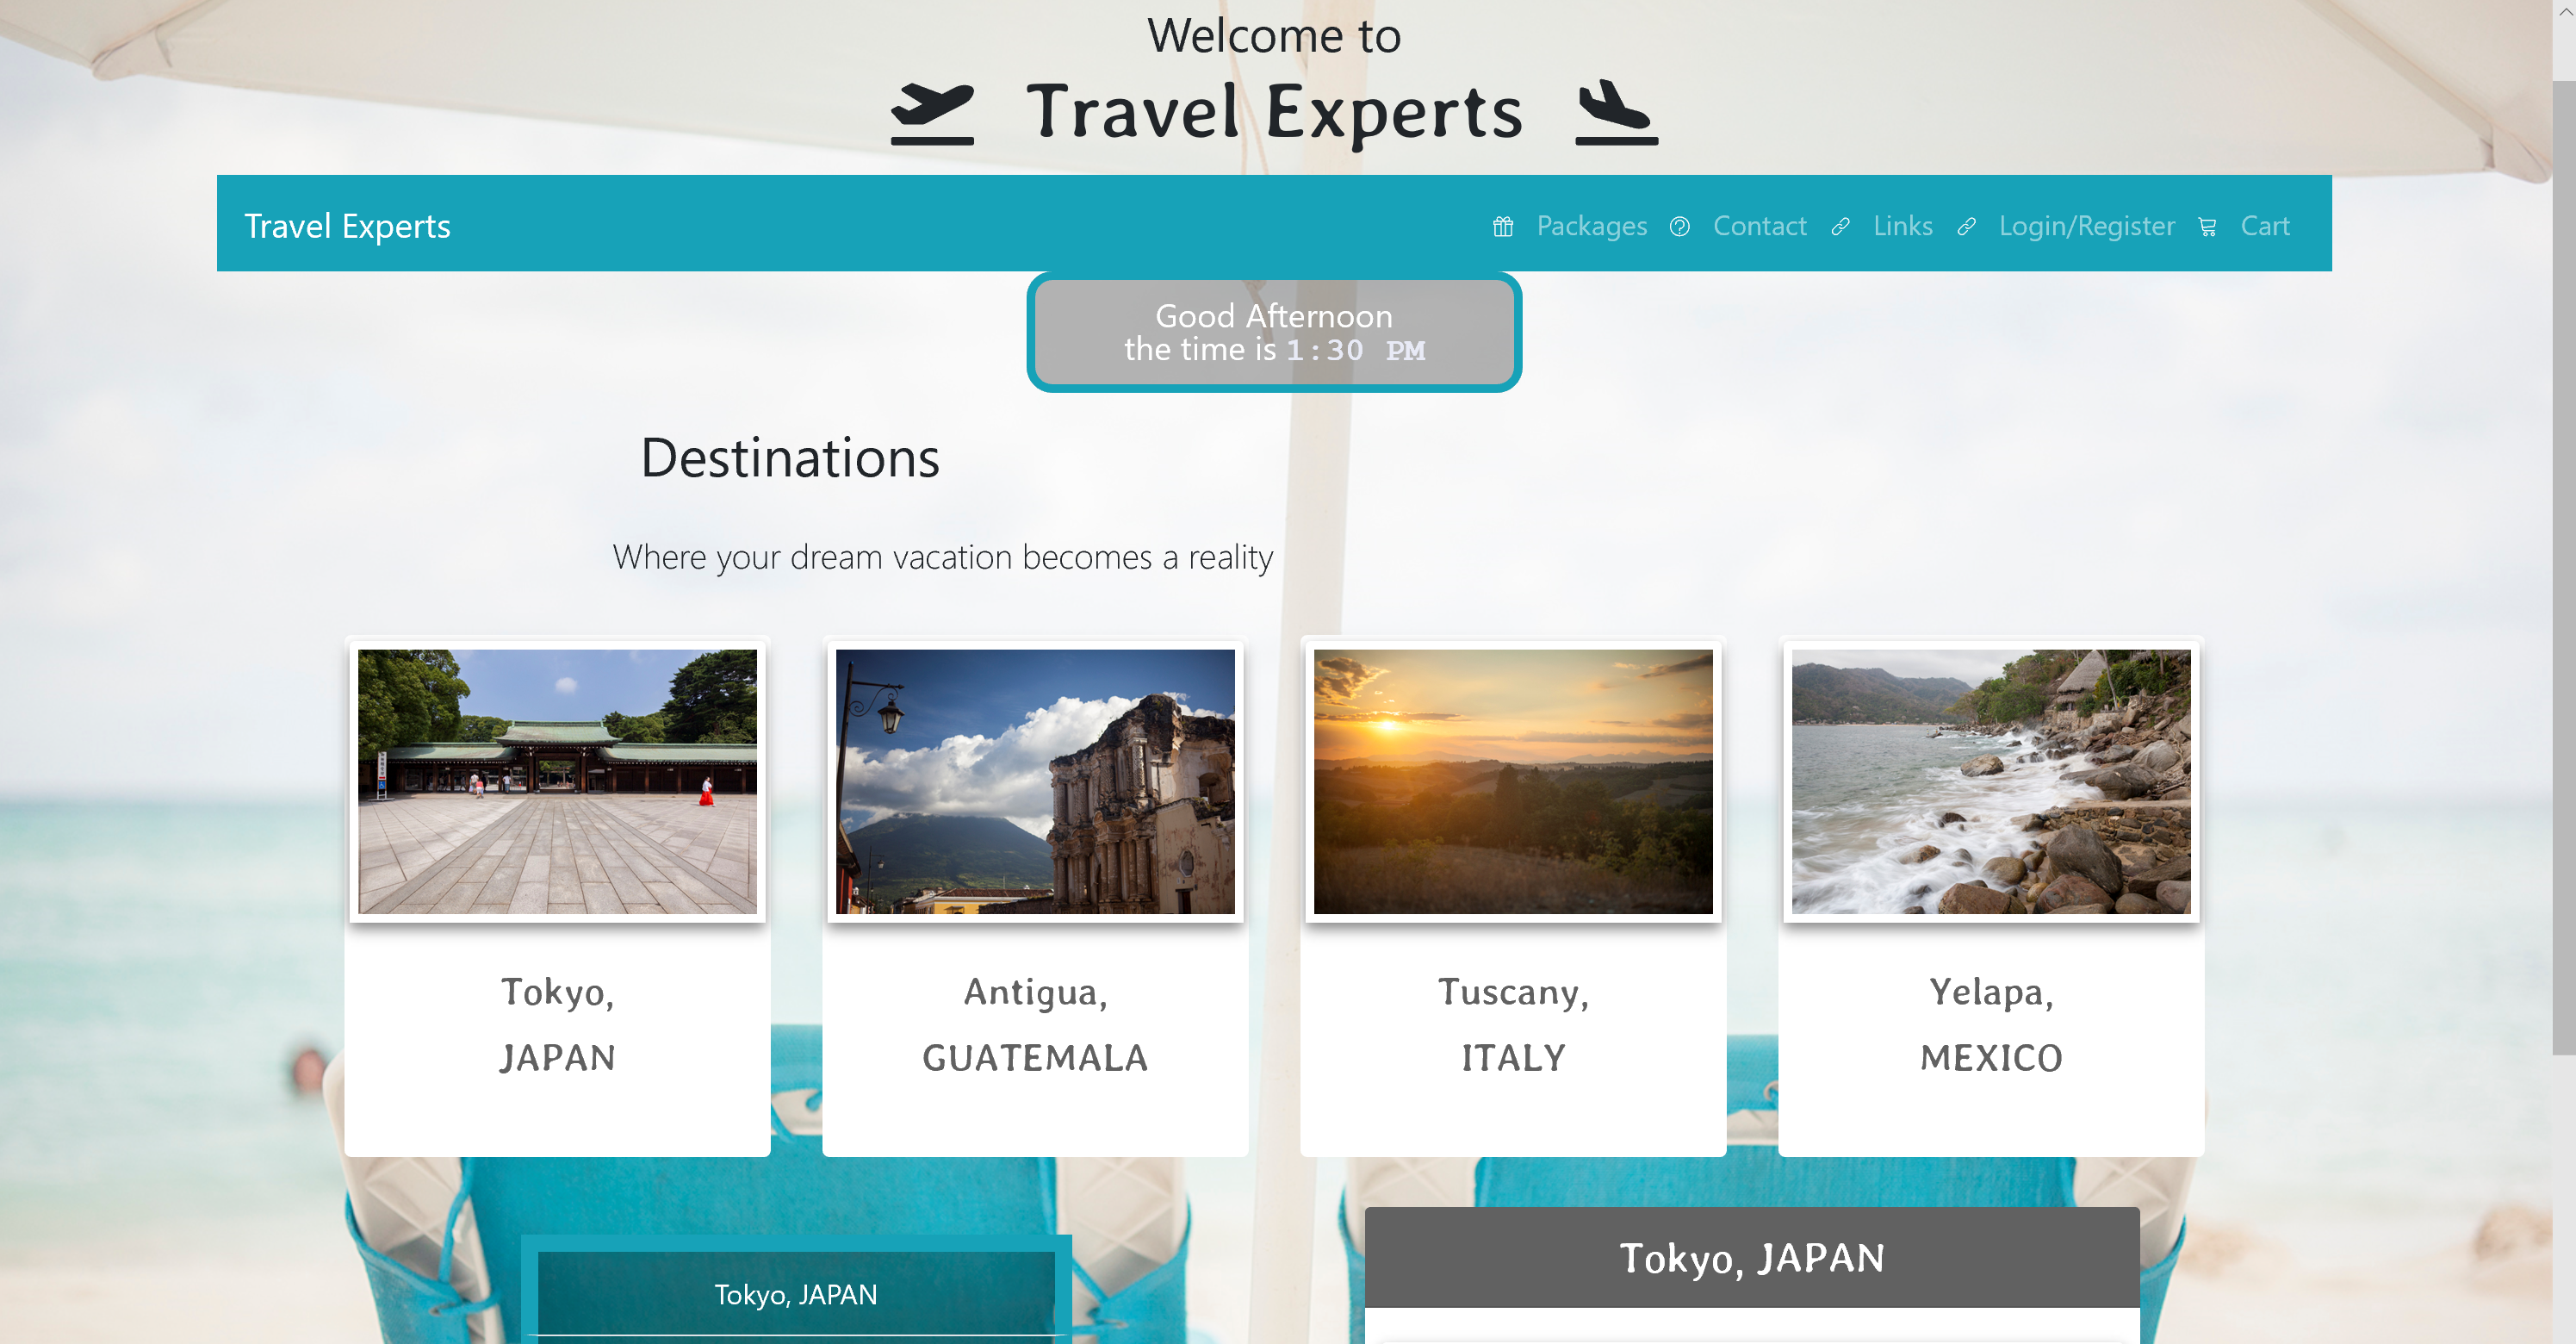 Welcome to
Travel Experts
Travel Experts
Packages
Contact
Links
Login/Register
Cart
Good Afternoon
the time is 1:30 PM
Destinations
Where your dream vacation becomes a reality
Tokyo,
JAPAN
Antigua,
GUATEMALA
Tuscany,
ITALY
Yelapa,
MEXICO
Tokyo, JAPAN
Tokyo, JAPAN